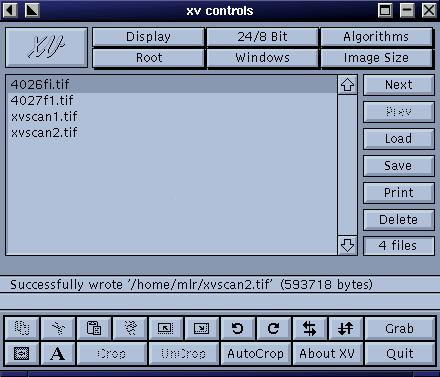 xv controls
XV
Display
24/8 Bit
Algorithms
Root
Windows
Image Size
4026fi.tif
4027f1.tif
xvscan1.tif
xvscan2.tif
Next
Prev
Load
Save
Print
Delete
4 files
Successfully wrote '/home/mlr/xvscan2.tif' (593718 bytes)
Grab
A
Crop
UnCrop
AutoCrop
About XV
Quit